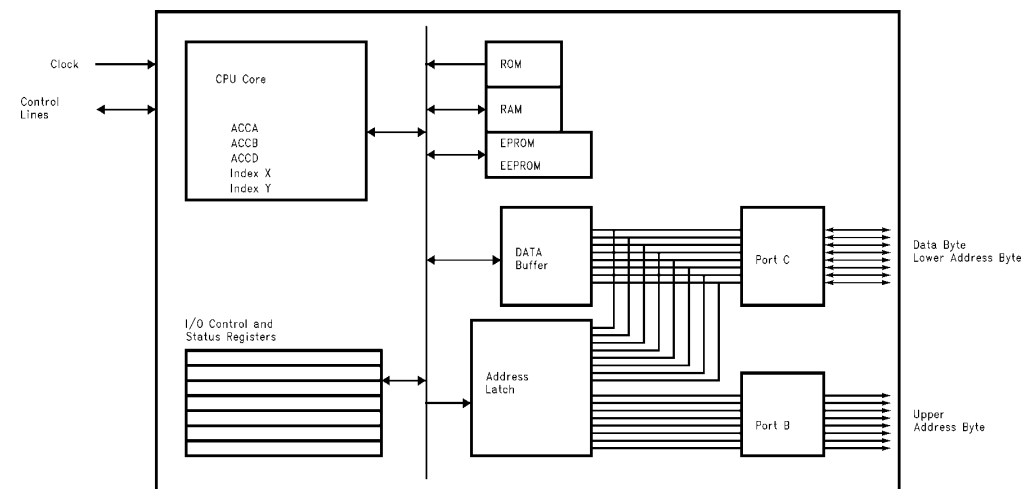 Clock
Control
Lines
CPU Core
ACCA
ACCB
ACCD
Index X
Index Y
ROM
RAM
EPROM
EEPROM
DATA
Buffer
Port C
Data Byte
Lower Address Byte
I/O Control and
Status Registers
Address
Latch
Port B
Upper
Address Byte